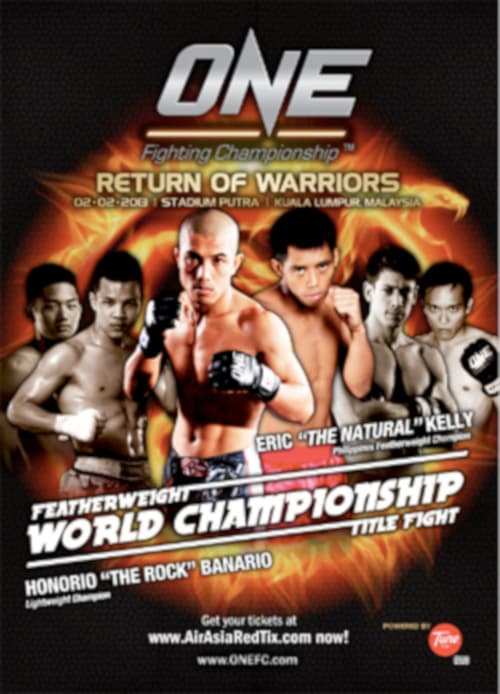 ONE
Fighting Championship™
RETURN OF WARRIORS
02·02·2013 | STADIUM PUTRA | KUALA LUMPUR, MALAYSIA
ONE
ERIC "THE NATURAL" KELLY
Philippines Featherweight Champion
FEATHERWEIGHT
WORLD CHAMPIONSHIP
TITLE FIGHT
HONORIO "THE ROCK" BANARIO
Lightweight Champion
Get your tickets at
www.AirAsiaRedTix.com now!
POWERED BY
Tune
www.ONEFC.com